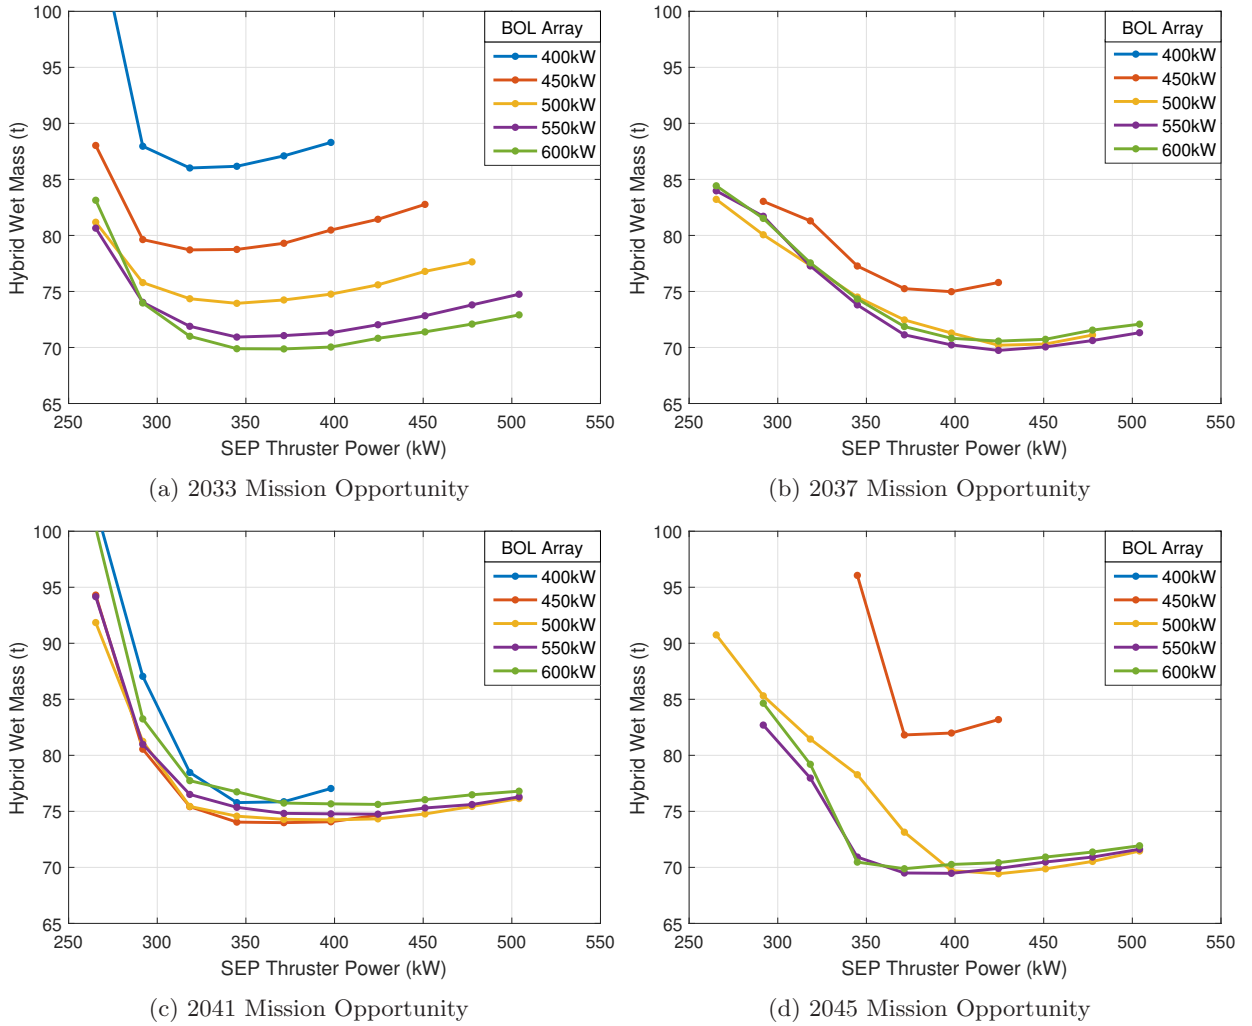 100
95
90
85
80
75
70
65
250
300
350
400
450
500
550
Hybrid Wet Mass (t)
SEP Thruster Power (kW)
BOL Array
400kW
450kW
500kW
550kW
600kW
(a) 2033 Mission Opportunity
100
95
90
85
80
75
70
65
250
300
350
400
450
500
550
Hybrid Wet Mass (t)
SEP Thruster Power (kW)
BOL Array
400kW
450kW
500kW
550kW
600kW
(b) 2037 Mission Opportunity
100
95
90
85
80
75
70
65
250
300
350
400
450
500
550
Hybrid Wet Mass (t)
SEP Thruster Power (kW)
BOL Array
400kW
450kW
500kW
550kW
600kW
(c) 2041 Mission Opportunity
100
95
90
85
80
75
70
65
250
300
350
400
450
500
550
Hybrid Wet Mass (t)
SEP Thruster Power (kW)
BOL Array
400kW
450kW
500kW
550kW
600kW
(d) 2045 Mission Opportunity